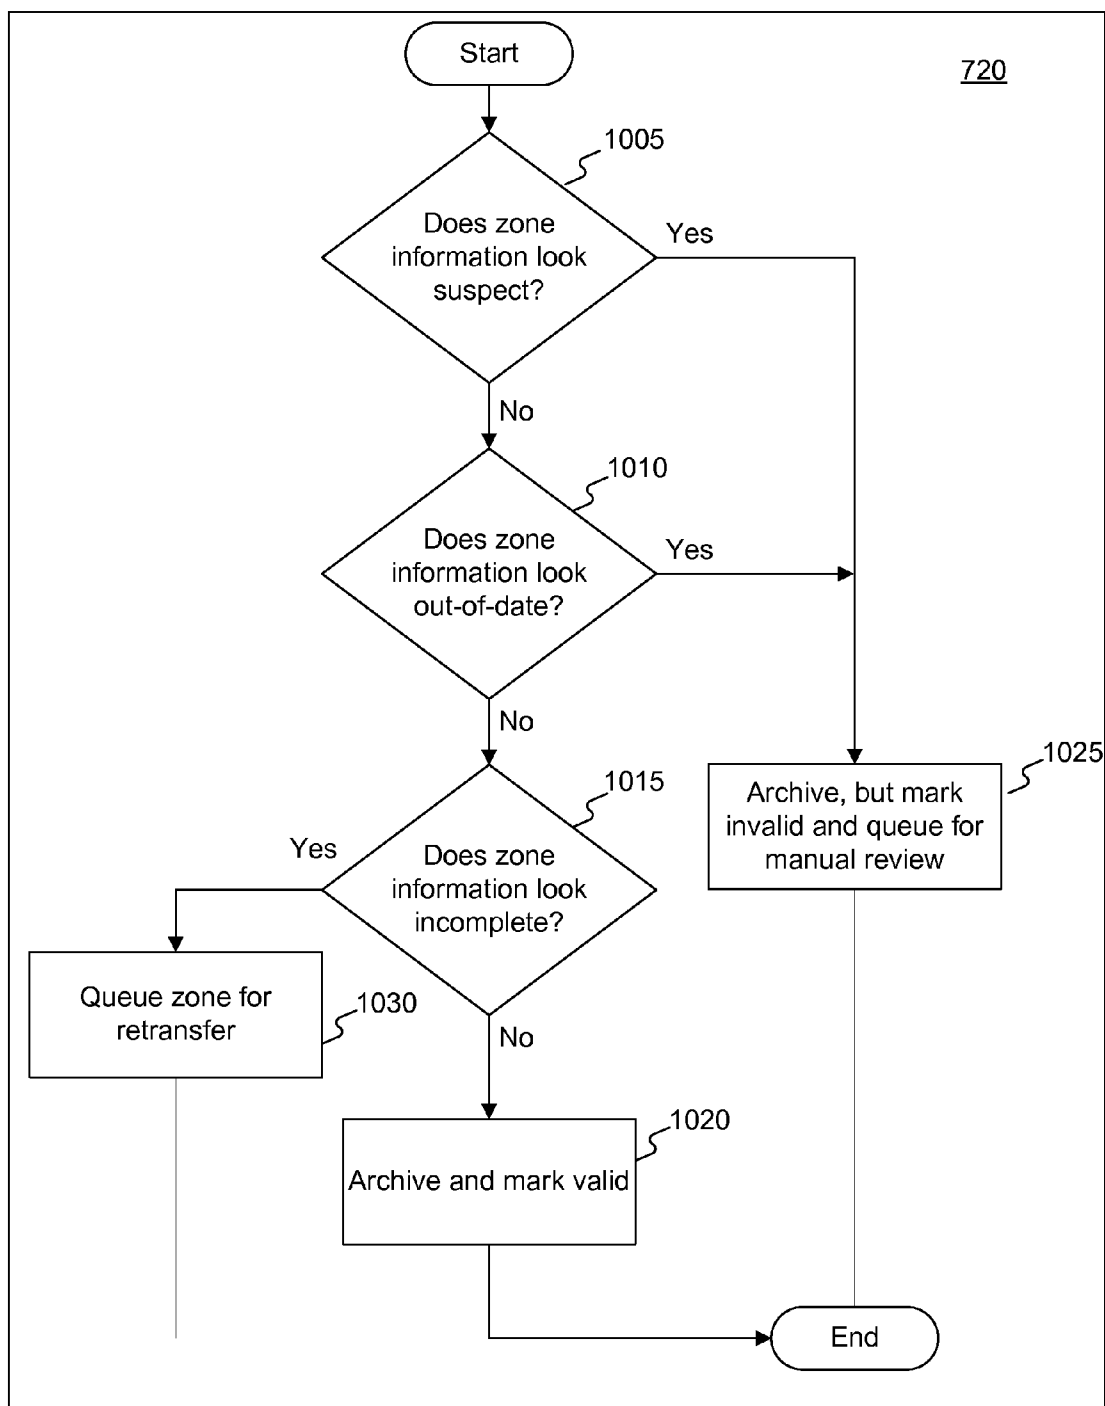 Start
720
1005
Does zone
information look
suspect?
Yes
No
1010
Does zone
information look
out-of-date?
Yes
No
1015
Does zone
information look
incomplete?
Yes
1025
Archive, but mark
invalid and queue for
manual review
Queue zone for
retransfer
1030
No
1020
Archive and mark valid
End